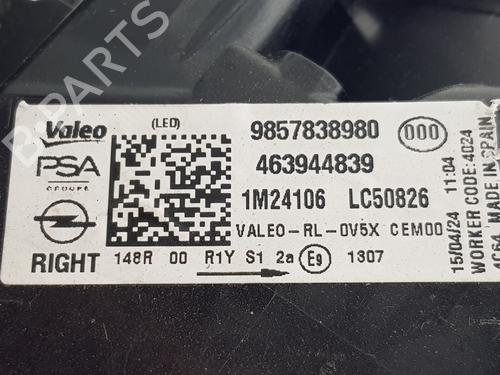 Valeo
(LED)
9857838980
000
PSA
GROUPE
463944839
1M24106 LC50826
VALEO-RL-0V5X CEM00
RIGHT
148R 00 R1Y S1 2a E9 1307
15/04/24 11:04
WORKER CODE:4024
MADE IN SPAIN
B-PARTS